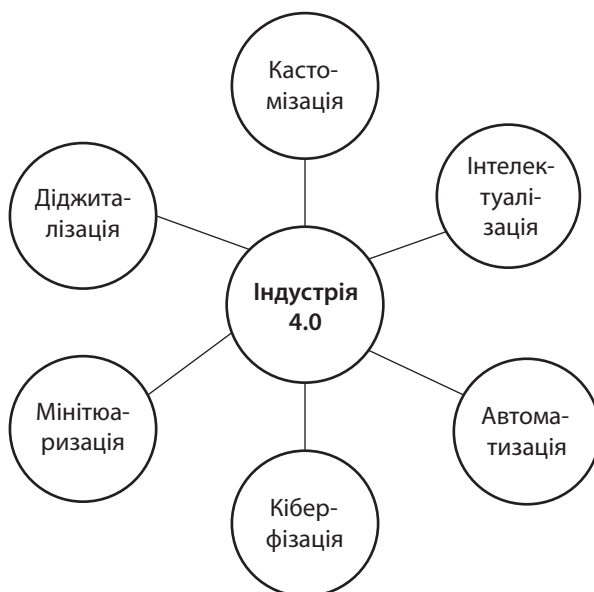 Касто-
мізація
Інтелек-
туалі-
зація
Діджита-
лізація
Індустрія
4.0
Мінітюа-
ризація
Автома-
тизація
Кібер-
фізація